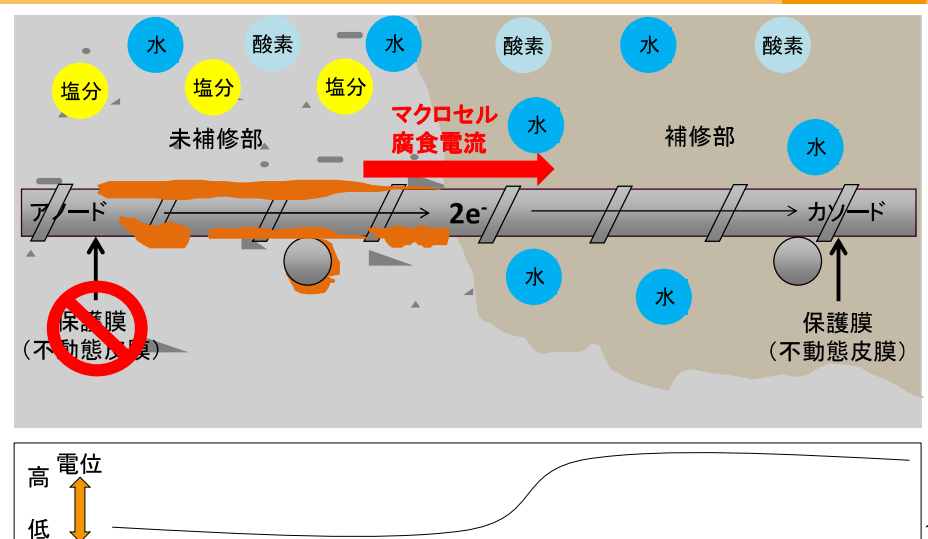 水
酸素
水
酸素
水
酸素
塩分
塩分
塩分
マクロセル
腐食電流
水
未補修部
補修部
水
アノード
2e-
カソード
水
水
保護膜
（不動態皮膜）
保護膜
（不動態皮膜）
電位
高
低